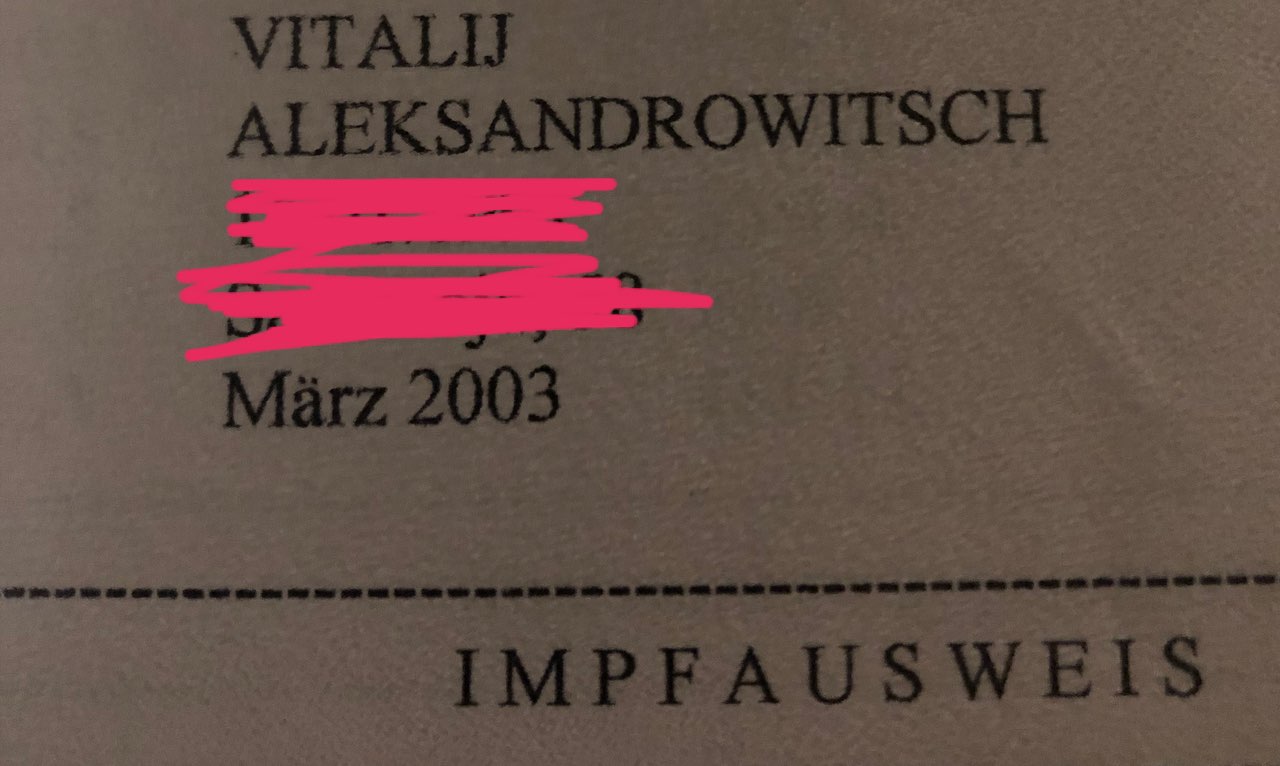 VITALIJ
ALEKSANDROWITSCH
März 2003
IMPFAUSWEIS